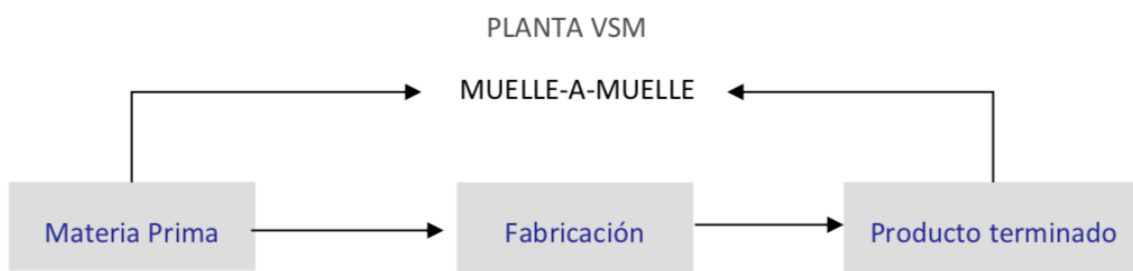 PLANTA VSM
MUELLE-A-MUELLE
Materia Prima
Fabricación
Producto terminado